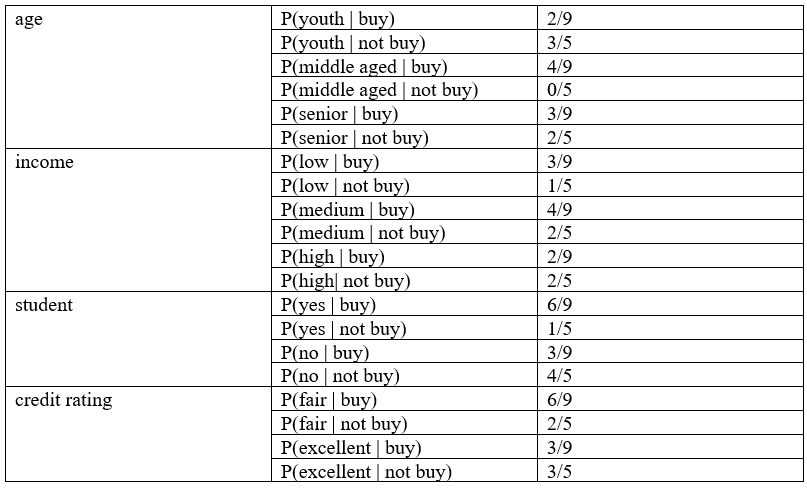 age P(youth | buy) 2/9
P(youth | not buy) 3/5
P(middle aged | buy) 4/9
P(middle aged | not buy) 0/5
P(senior | buy) 3/9
P(senior | not buy) 2/5
income P(low | buy) 3/9
P(low | not buy) 1/5
P(medium | buy) 4/9
P(medium | not buy) 2/5
P(high | buy) 2/9
P(high| not buy) 2/5
student P(yes | buy) 6/9
P(yes | not buy) 1/5
P(no | buy) 3/9
P(no | not buy) 4/5
credit rating P(fair | buy) 6/9
P(fair | not buy) 2/5
P(excellent | buy) 3/9
P(excellent | not buy) 3/5